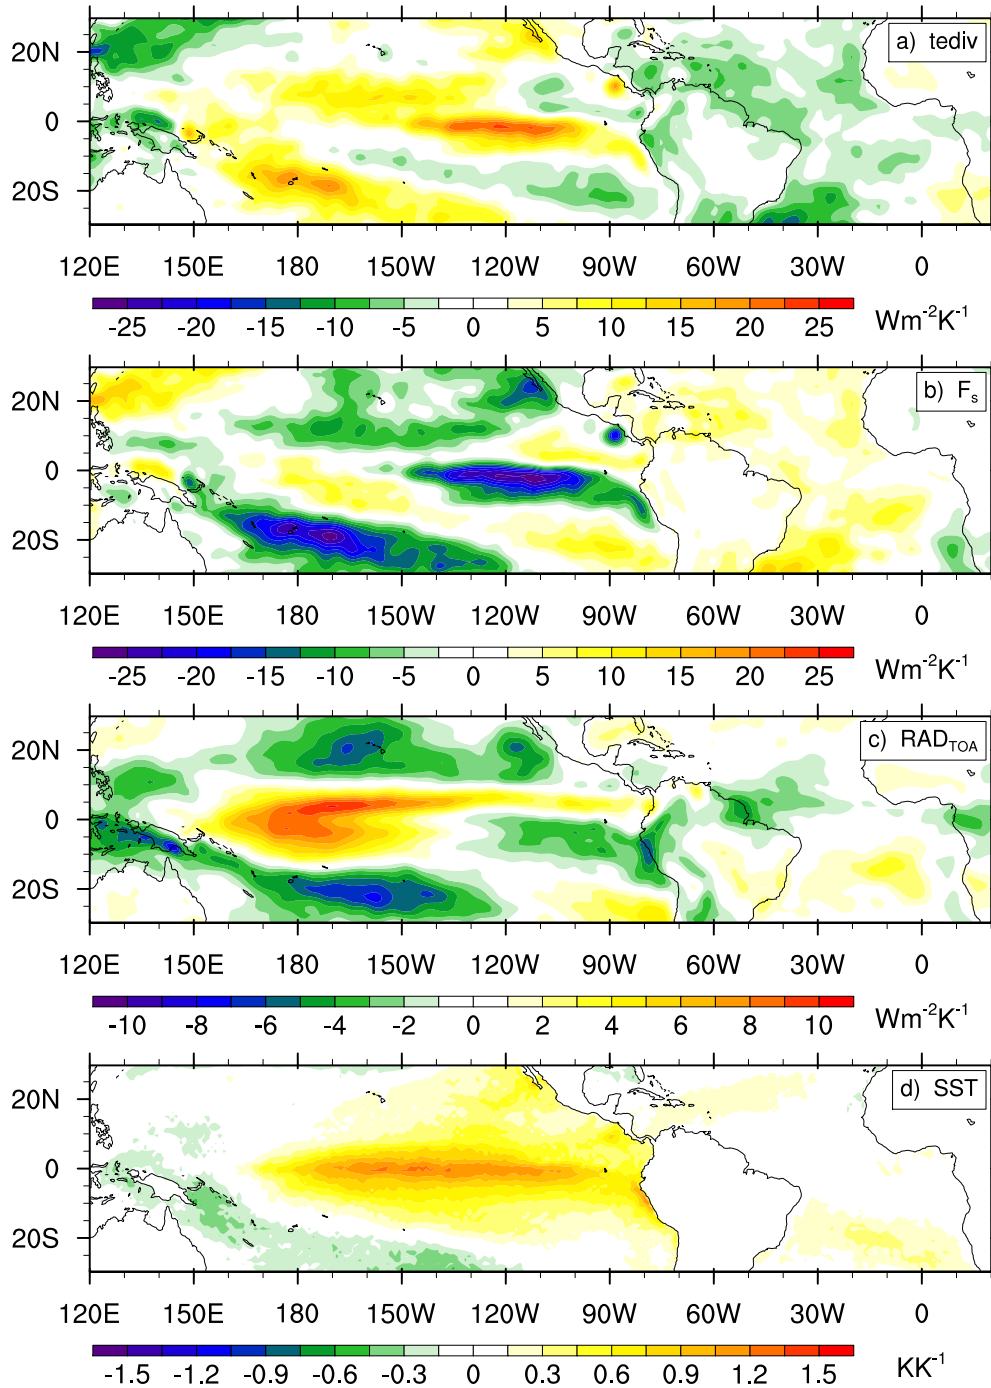 20N
0
20S
a) tediv
120E 150E 180 150W 120W 90W 60W 30W 0
-25 -20 -15 -10 -5 0 5 10 15 20 25 Wm⁻²K⁻¹
20N
0
20S
b) Fₛ
120E 150E 180 150W 120W 90W 60W 30W 0
-25 -20 -15 -10 -5 0 5 10 15 20 25 Wm⁻²K⁻¹
20N
0
20S
c) RAD_TOA
120E 150E 180 150W 120W 90W 60W 30W 0
-10 -8 -6 -4 -2 0 2 4 6 8 10 Wm⁻²K⁻¹
20N
0
20S
d) SST
120E 150E 180 150W 120W 90W 60W 30W 0
-1.5 -1.2 -0.9 -0.6 -0.3 0 0.3 0.6 0.9 1.2 1.5 KK⁻¹